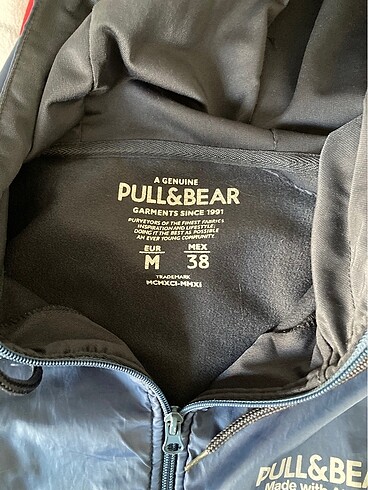 A GENUINE
PULL&BEAR
GARMENTS SINCE 1991
PURVEYORS OF THE FINEST FABRICS
INSPIRATION AND LIFESTYLE
DOING IT THE BEST AS POSSIBLE
AN EVER YOUNG COMMUNITY.
EUR MEX
M 38
TRADEMARK
MCMXCI-MMXI
PULL&BEA
Made with